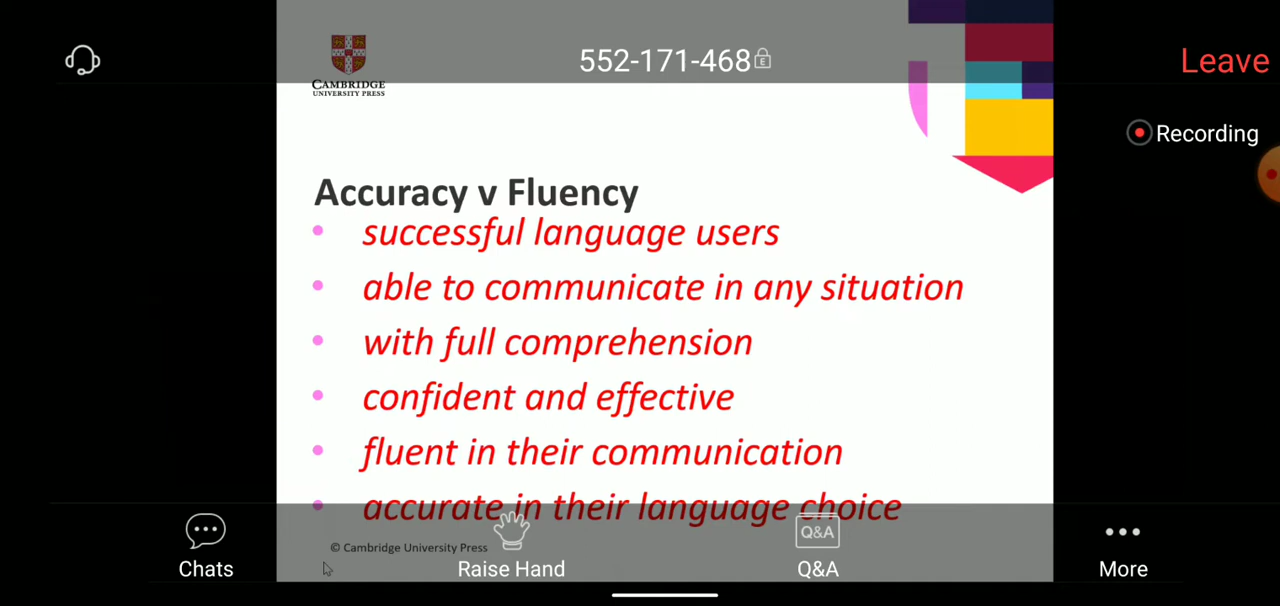 552-171-468
Leave
CAMBRIDGE
UNIVERSITY PRESS
Recording
Accuracy v Fluency
• successful language users
• able to communicate in any situation
• with full comprehension
• confident and effective
• fluent in their communication
• accurate in their language choice
© Cambridge University Press
Q&A
Chats
Raise Hand
Q&A
More